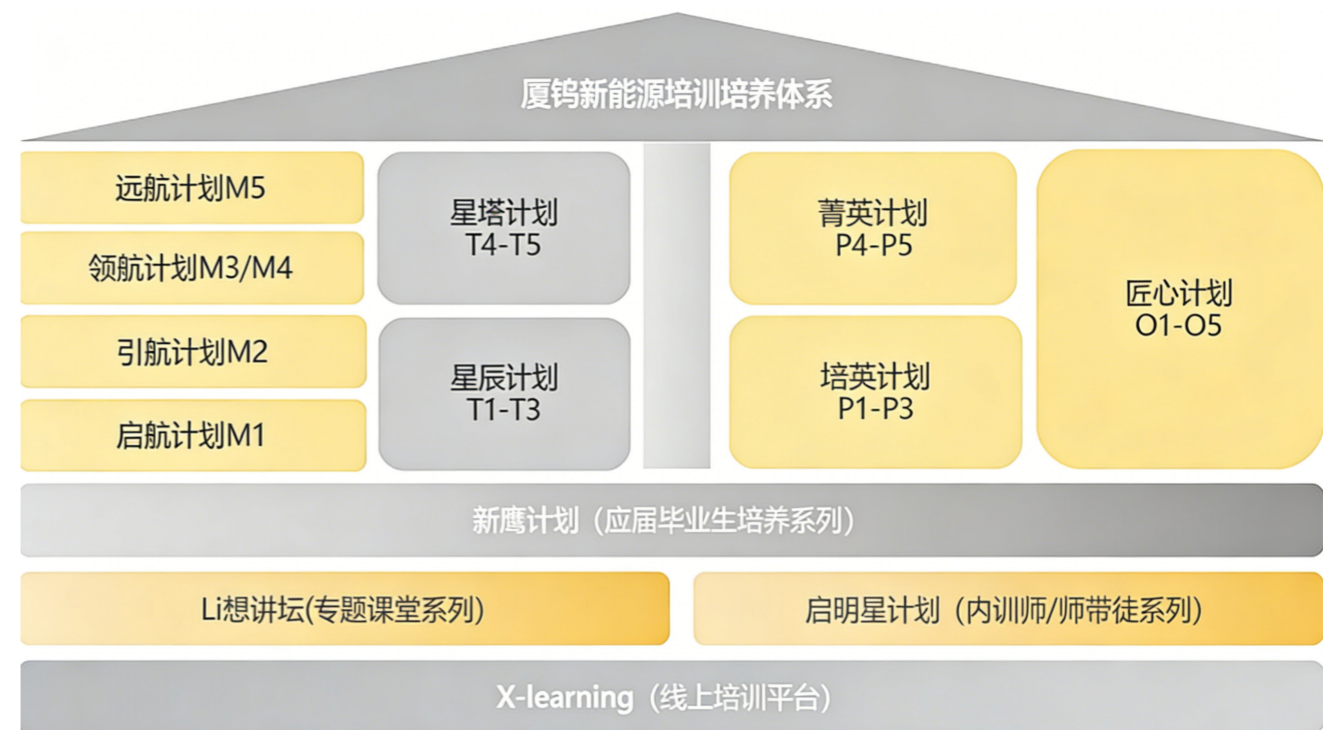 厦钨新能源培训培养体系
远航计划M5
领航计划M3/M4
引航计划M2
启航计划M1
星塔计划
T4-T5
星辰计划
T1-T3
菁英计划
P4-P5
培英计划
P1-P3
匠心计划
O1-O5
新鹰计划（应届毕业生培养系列）
Li想讲坛(专题课堂系列）
启明星计划（内训师/师带徒系列）
X-learning（线上培训平台）